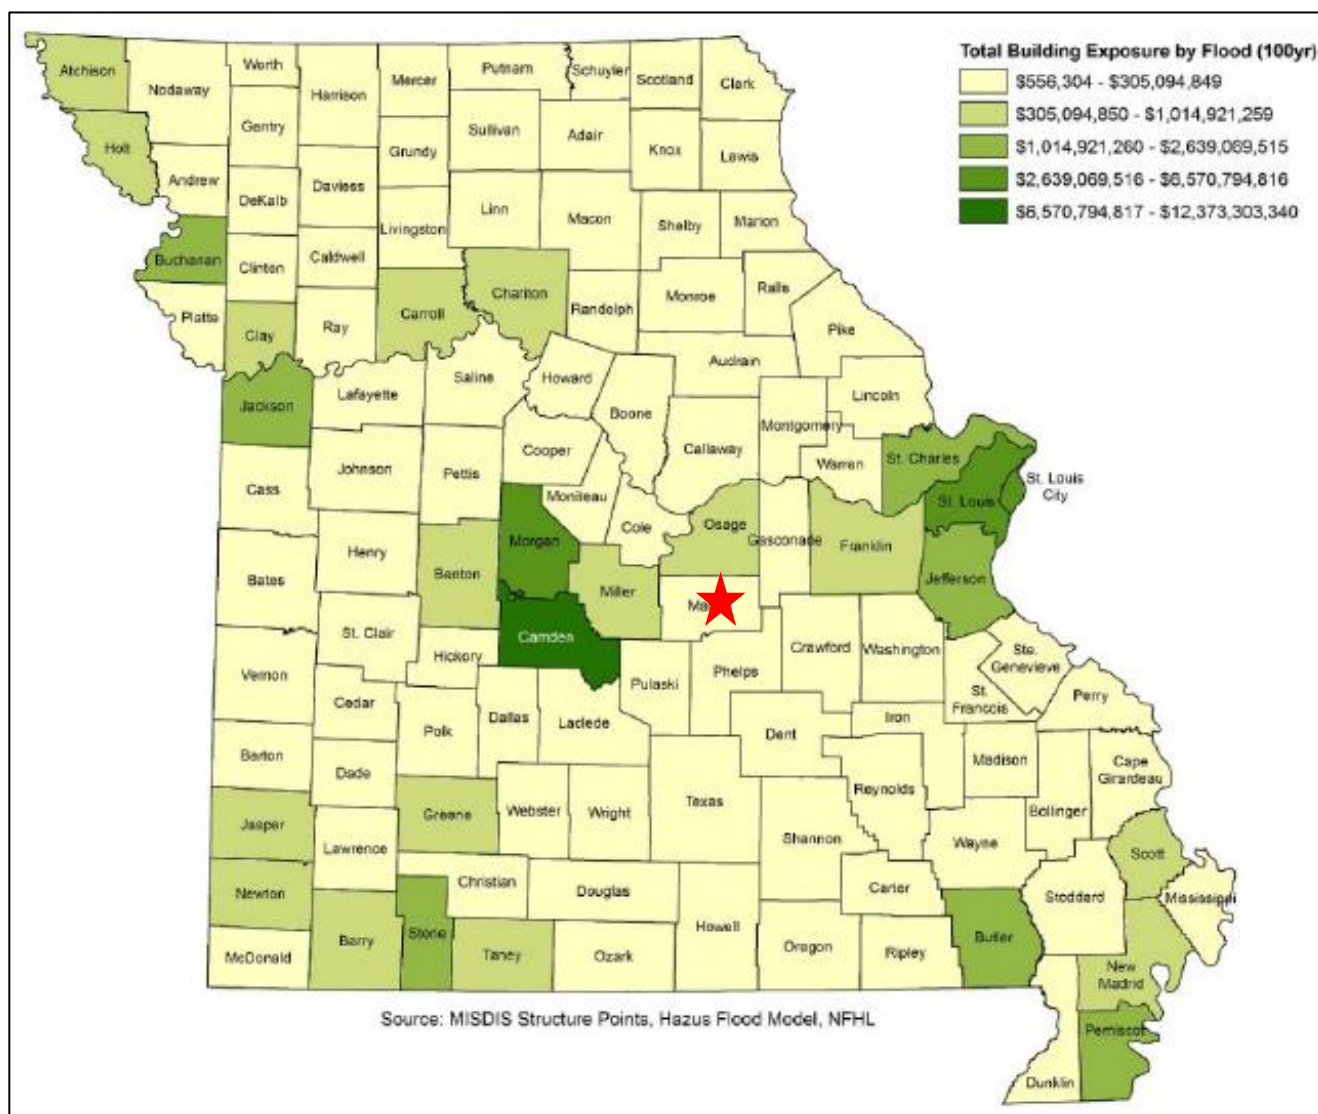 Total Building Exposure by Flood (100yr)
$556,304 - $305,094,849
$305,094,850 - $1,014,921,259
$1,014,921,260 - $2,639,069,515
$2,639,069,516 - $6,570,794,816
$6,570,794,817 - $12,373,303,340
Atchison
Nodaway
Worth
Harrison
Mercer
Putnam
Schuyler
Scotland
Clark
Holt
Gentry
Sullivan
Adair
Knox
Lewis
Grundy
Andrew
DeKalb
Daviess
Livingston
Linn
Macon
Shelby
Marion
Buchanan
Clinton
Caldwell
Chariton
Randolph
Monroe
Ralls
Platte
Clay
Ray
Carroll
Pike
Audrain
Jackson
Lafayette
Saline
Howard
Boone
Callaway
Montgomery
Lincoln
Warren
St. Charles
St. Louis
St. Louis
City
Cass
Johnson
Pettis
Cooper
Moniteau
Cole
Osage
Gasconade
Franklin
Jefferson
Bates
Henry
Benton
Morgan
Miller
Ma
Camden
St. Clair
Hickory
Pulaski
Phelps
Crawford
Washington
Ste.
Genevieve
St.
Francois
Perry
Vernon
Cedar
Polk
Dallas
Laclede
Dent
Iron
Madison
Cape
Girardeau
Bollinger
Barton
Dade
Greene
Webster
Wright
Texas
Shannon
Reynolds
Wayne
Jasper
Lawrence
Christian
Douglas
Howell
Carter
Stoddard
Scott
Mississippi
Newton
Barry
Stone
Taney
Ozark
Oregon
Ripley
Butler
New
Madrid
McDonald
Pemiscot
Dunklin
Source: MISDIS Structure Points, Hazus Flood Model, NFHL